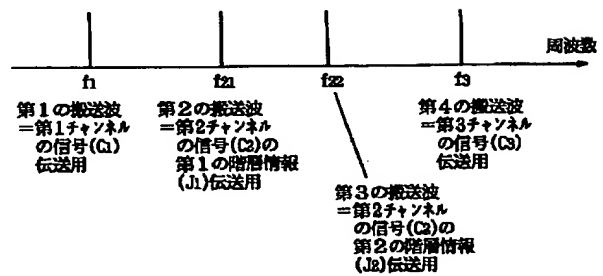 周波数
f1
f21
f22
f3
第1の搬送波
=第1チャンネル
の信号(C1)
伝送用
第2の搬送波
=第2チャンネル
の信号(C2)の
第1の階層情報
(J1)伝送用
第4の搬送波
=第3チャンネル
の信号(C3)
伝送用
第3の搬送波
=第2チャンネル
の信号(C2)の
第2の階層情報
(J2)伝送用